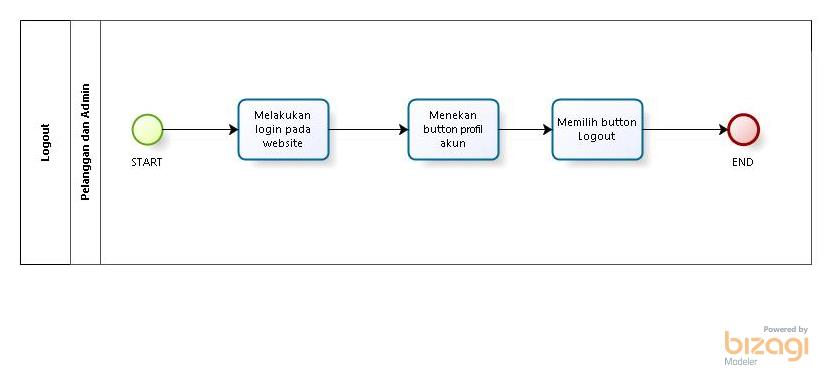 Logout
Pelanggan dan Admin
START
Melakukan
login pada
website
Menekan
button profil
akun
Memilih button
Logout
END
Powered by
bizagi
Modeler